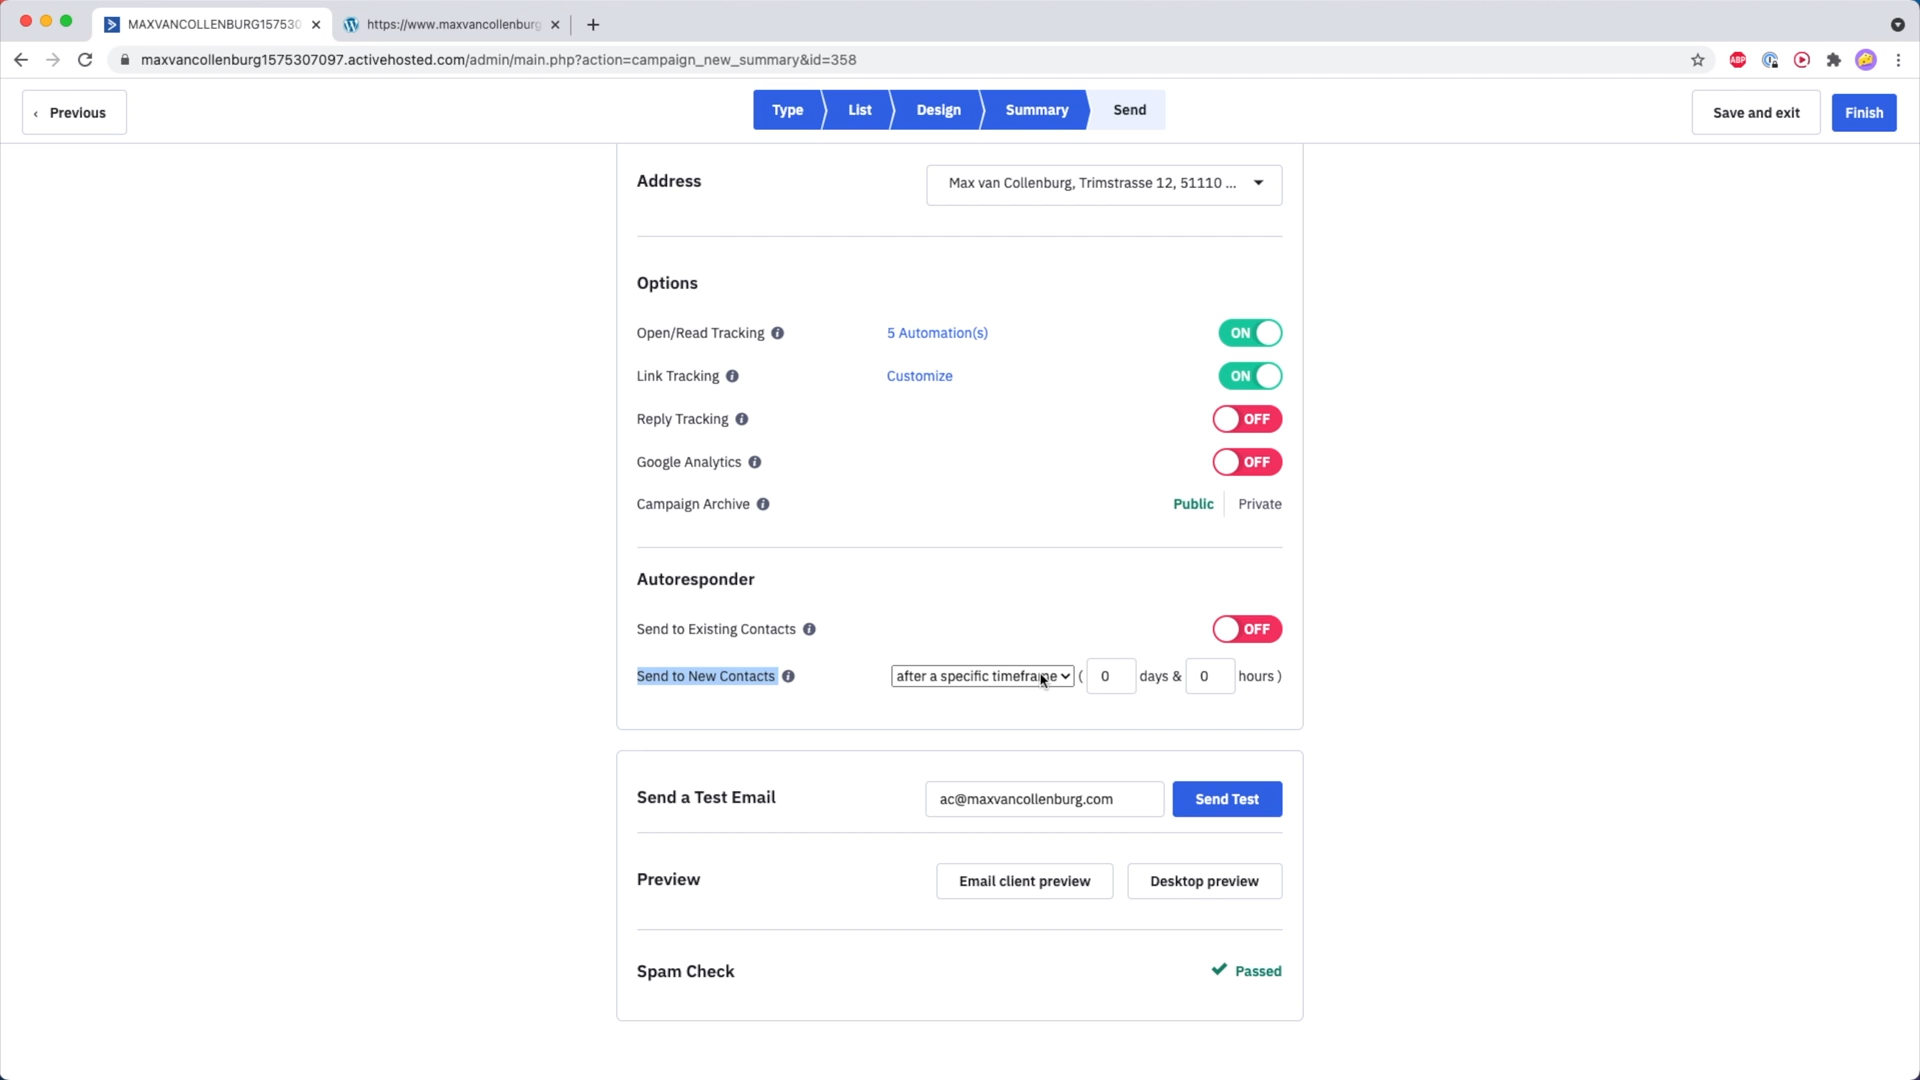 MAXVANCOLLENBURG157530
https://www.maxvancollenburg
maxvancollenburg1575307097.activehosted.com/admin/main.php?action=campaign_new_summary&id=358
ABP
‹ Previous
Type
List
Design
Summary
Send
Save and exit
Finish
Address
Max van Collenburg, Trimstrasse 12, 51110 ...
Options
Open/Read Tracking
5 Automation(s)
ON
Link Tracking
Customize
ON
Reply Tracking
OFF
Google Analytics
OFF
Campaign Archive
Public
Private
Autoresponder
Send to Existing Contacts
OFF
Send to New Contacts
after a specific timeframe
( 0 days & 0 hours )
Send a Test Email
ac@maxvancollenburg.com
Send Test
Preview
Email client preview
Desktop preview
Spam Check
Passed